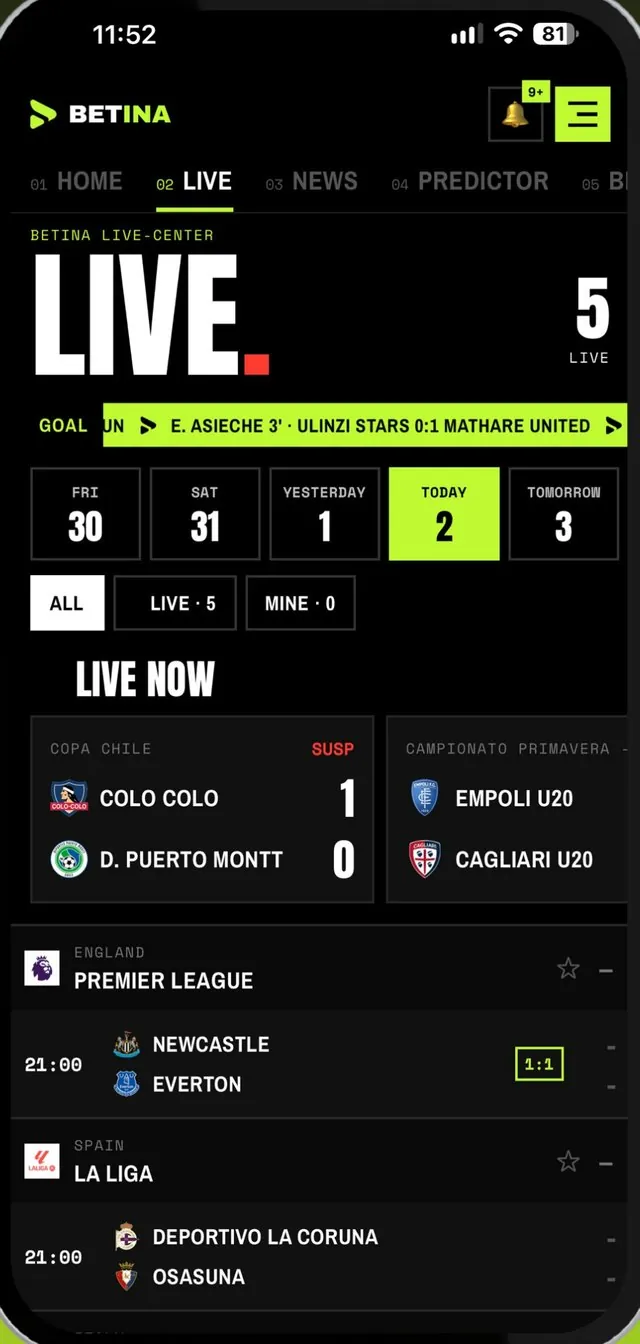 11:52
81
BETINA
9+
01 HOME 02 LIVE 03 NEWS 04 PREDICTOR 05 B
BETINA LIVE-CENTER
LIVE.
5
LIVE
GOAL UN E. ASIECHE 3' · ULINZI STARS 0:1 MATHARE UNITED
FRI SAT YESTERDAY TODAY TOMORROW
30 31 1 2 3
ALL LIVE · 5 MINE · 0
LIVE NOW
COPA CHILE SUSP
COLO COLO 1
D. PUERTO MONTT 0
CAMPIONATO PRIMAVERA -
EMPOLI U20
CAGLIARI U20
ENGLAND
PREMIER LEAGUE –
21:00
NEWCASTLE -
EVERTON -
1:1
SPAIN
LALIGA
LA LIGA –
21:00
DEPORTIVO LA CORUNA -
OSASUNA -